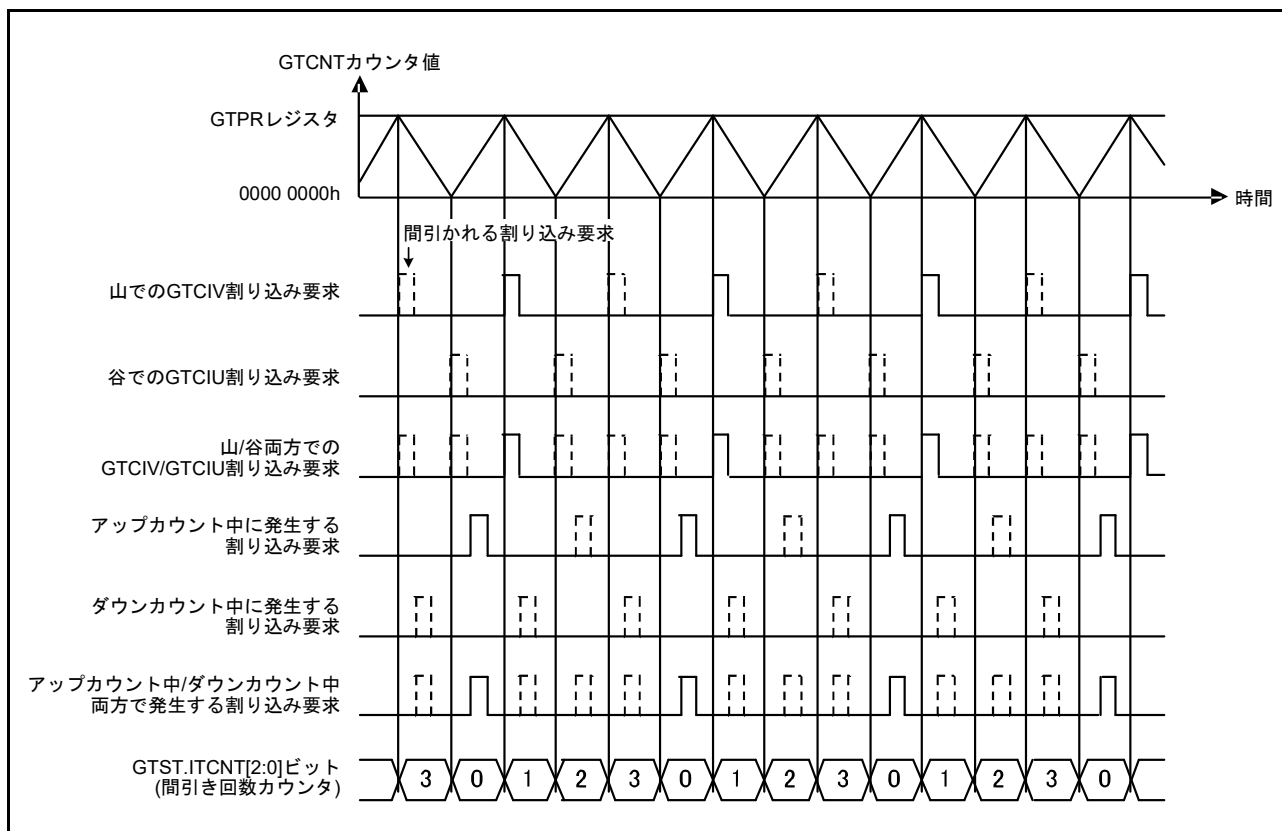 GTCNTカウンタ値
GTPRレジスタ
0000 0000h
時間
間引かれる割り込み要求
山でのGTCIV割り込み要求
谷でのGTCIU割り込み要求
山/谷両方での
GTCIV/GTCIU割り込み要求
アップカウント中に発生する
割り込み要求
ダウンカウント中に発生する
割り込み要求
アップカウント中/ダウンカウント中
両方で発生する割り込み要求
GTST.ITCNT[2:0]ビット
(間引き回数カウンタ)
3 0 1 2 3 0 1 2 3 0 1 2 3 0